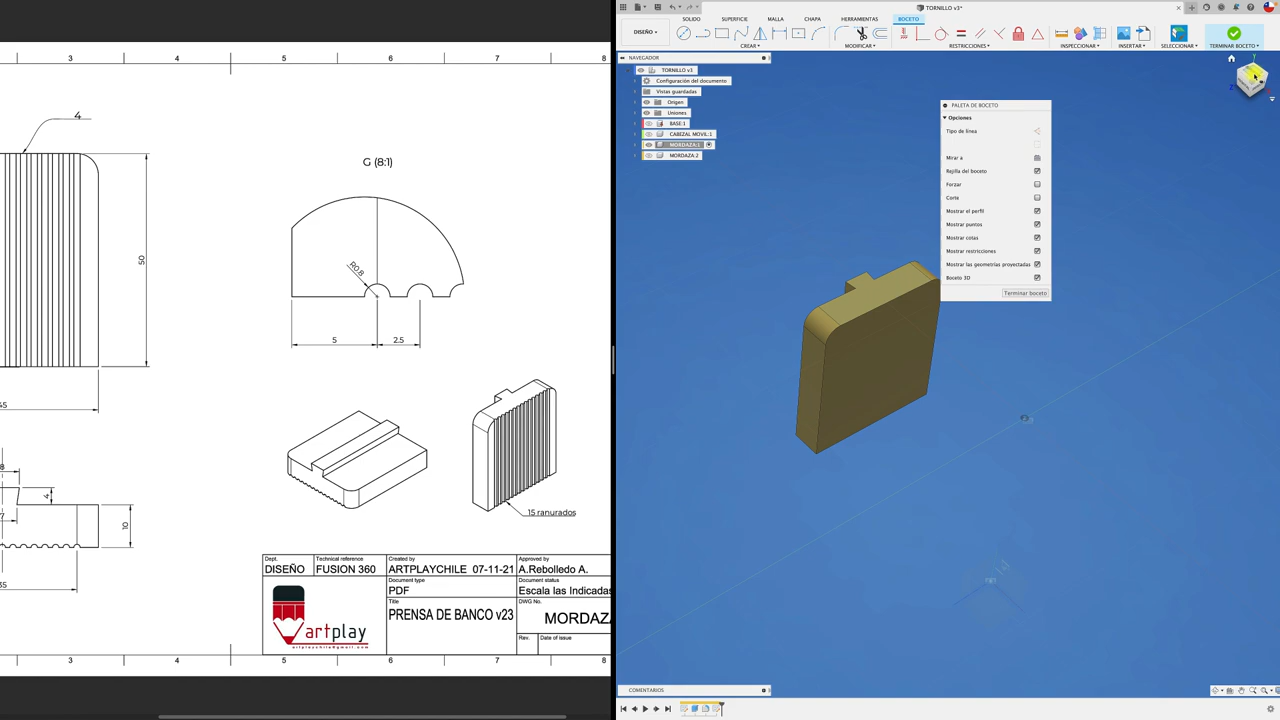 TORNILLO v3*
SOLIDO
SUPERFICIE
MALLA
CHAPA
HERRAMIENTAS
BOCETO
DISEÑO
CREAR
MODIFICAR
RESTRICCIONES
INSPECCIONAR
INSERTAR
SELECCIONAR
TERMINAR BOCETO
NAVEGADOR
TORNILLO v3
Configuración del documento
Vistas guardadas
Origen
Uniones
BASE:1
CABEZAL MOVIL:1
MORDAZA:1
MORDAZA:2
PALETA DE BOCETO
Opciones
Tipo de línea
Mirar a
Rejilla del boceto
Forzar
Corte
Mostrar el perfil
Mostrar puntos
Mostrar cotas
Mostrar restricciones
Mostrar las geometrías proyectadas
Boceto 3D
Terminar boceto
3 4 5 6 7 8
4
50
45
G (8:1)
R0.8
5
2.5
8
4
7
10
35
15 ranurados
Dept.
DISEÑO
Technical reference
FUSION 360
Created by
ARTPLAYCHILE 07-11-21
Approved by
A.Rebolledo A.
Document type
PDF
Document status
Escala las Indicadas
Title
PRENSA DE BANCO v23
DWG No.
MORDAZA
Rev.
Date of issue
artplay
artplaychile@gmail.com
3 4 5 6 7 8
COMENTARIOS